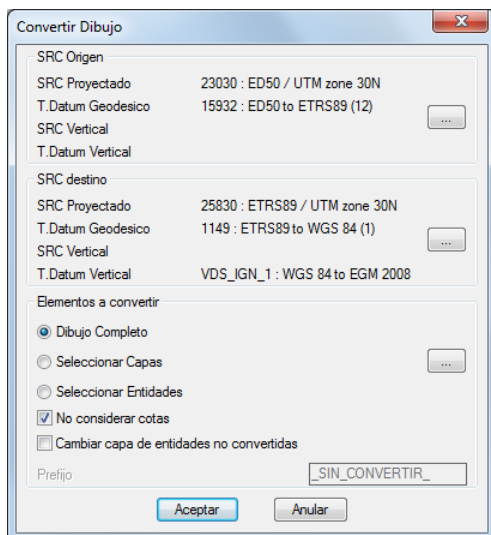 Convertir Dibujo
SRC Origen
SRC Proyectado 23030 : ED50 / UTM zone 30N
T.Datum Geodesico 15932 : ED50 to ETRS89 (12)
...
SRC Vertical
T.Datum Vertical
SRC destino
SRC Proyectado 25830 : ETRS89 / UTM zone 30N
T.Datum Geodesico 1149 : ETRS89 to WGS 84 (1)
...
SRC Vertical
T.Datum Vertical VDS_IGN_1 : WGS 84 to EGM 2008
Elementos a convertir
Dibujo Completo
Seleccionar Capas ...
Seleccionar Entidades
No considerar cotas
Cambiar capa de entidades no convertidas
Prefijo _SIN_CONVERTIR_
Aceptar Anular